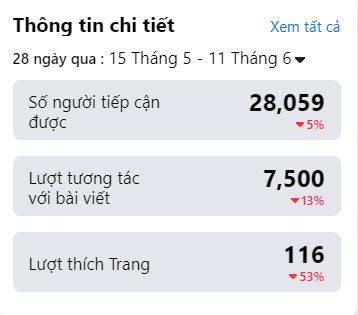 Thông tin chi tiết Xem tất cả
28 ngày qua : 15 Tháng 5 - 11 Tháng 6
Số người tiếp cận được 28,059
5%
Lượt tương tác với bài viết 7,500
13%
Lượt thích Trang 116
53%